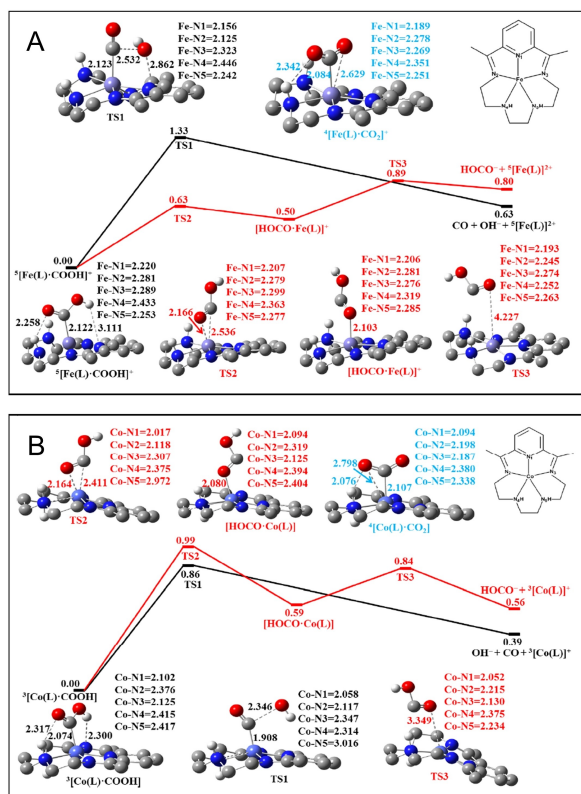 A
Fe-N1=2.156
Fe-N2=2.125
Fe-N3=2.323
Fe-N4=2.446
Fe-N5=2.242
2.123
2.532
2.862
TS1
Fe-N1=2.189
Fe-N2=2.278
Fe-N3=2.269
Fe-N4=2.351
Fe-N5=2.251
2.342
2.084
2.629
⁴[Fe(L)·CO₂]⁺
1.33
TS1
0.63
TS2
0.50
[HOCO·Fe(L)]⁺
TS3
0.89
HOCO⁻ + ⁵[Fe(L)]²⁺
0.80
0.63
CO + OH⁻ + ⁵[Fe(L)]²⁺
0.00
⁵[Fe(L)·COOH]⁺
Fe-N1=2.220
Fe-N2=2.281
Fe-N3=2.289
Fe-N4=2.433
Fe-N5=2.253
2.258
2.122
3.111
⁵[Fe(L)·COOH]⁺
Fe-N1=2.207
Fe-N2=2.279
Fe-N3=2.299
Fe-N4=2.363
Fe-N5=2.277
2.166
2.536
TS2
Fe-N1=2.206
Fe-N2=2.281
Fe-N3=2.276
Fe-N4=2.319
Fe-N5=2.285
2.103
[HOCO·Fe(L)]⁺
Fe-N1=2.193
Fe-N2=2.245
Fe-N3=2.274
Fe-N4=2.252
Fe-N5=2.263
4.227
TS3
B
Co-N1=2.017
Co-N2=2.118
Co-N3=2.307
Co-N4=2.375
Co-N5=2.972
2.164
2.411
TS2
Co-N1=2.094
Co-N2=2.319
Co-N3=2.125
Co-N4=2.394
Co-N5=2.404
2.080
[HOCO·Co(L)]
Co-N1=2.094
Co-N2=2.198
Co-N3=2.187
Co-N4=2.380
Co-N5=2.338
2.798
2.076
2.107
⁴[Co(L)·CO₂]
0.99
TS2
0.86
TS1
0.59
[HOCO·Co(L)]
0.84
TS3
HOCO⁻ + ³[Co(L)]⁺
0.56
0.39
OH⁻ + CO + ³[Co(L)]⁺
0.00
³[Co(L)·COOH]
Co-N1=2.102
Co-N2=2.376
Co-N3=2.125
Co-N4=2.415
Co-N5=2.417
2.317
2.074
2.300
³[Co(L)·COOH]
2.346
1.908
Co-N1=2.058
Co-N2=2.117
Co-N3=2.347
Co-N4=2.314
Co-N5=3.016
TS1
Co-N1=2.052
Co-N2=2.215
Co-N3=2.130
Co-N4=2.375
Co-N5=2.234
3.349
TS3